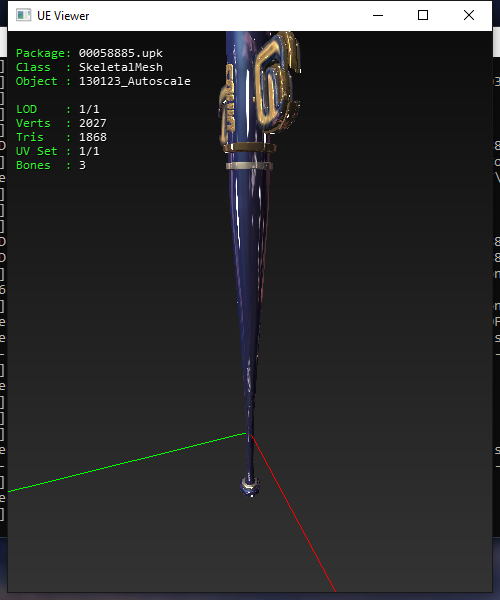 UE Viewer
Package: 00058885.upk
Class : SkeletalMesh
Object : 130123_Autoscale
LOD : 1/1
Verts : 2027
Tris : 1868
UV Set : 1/1
Bones : 3
6